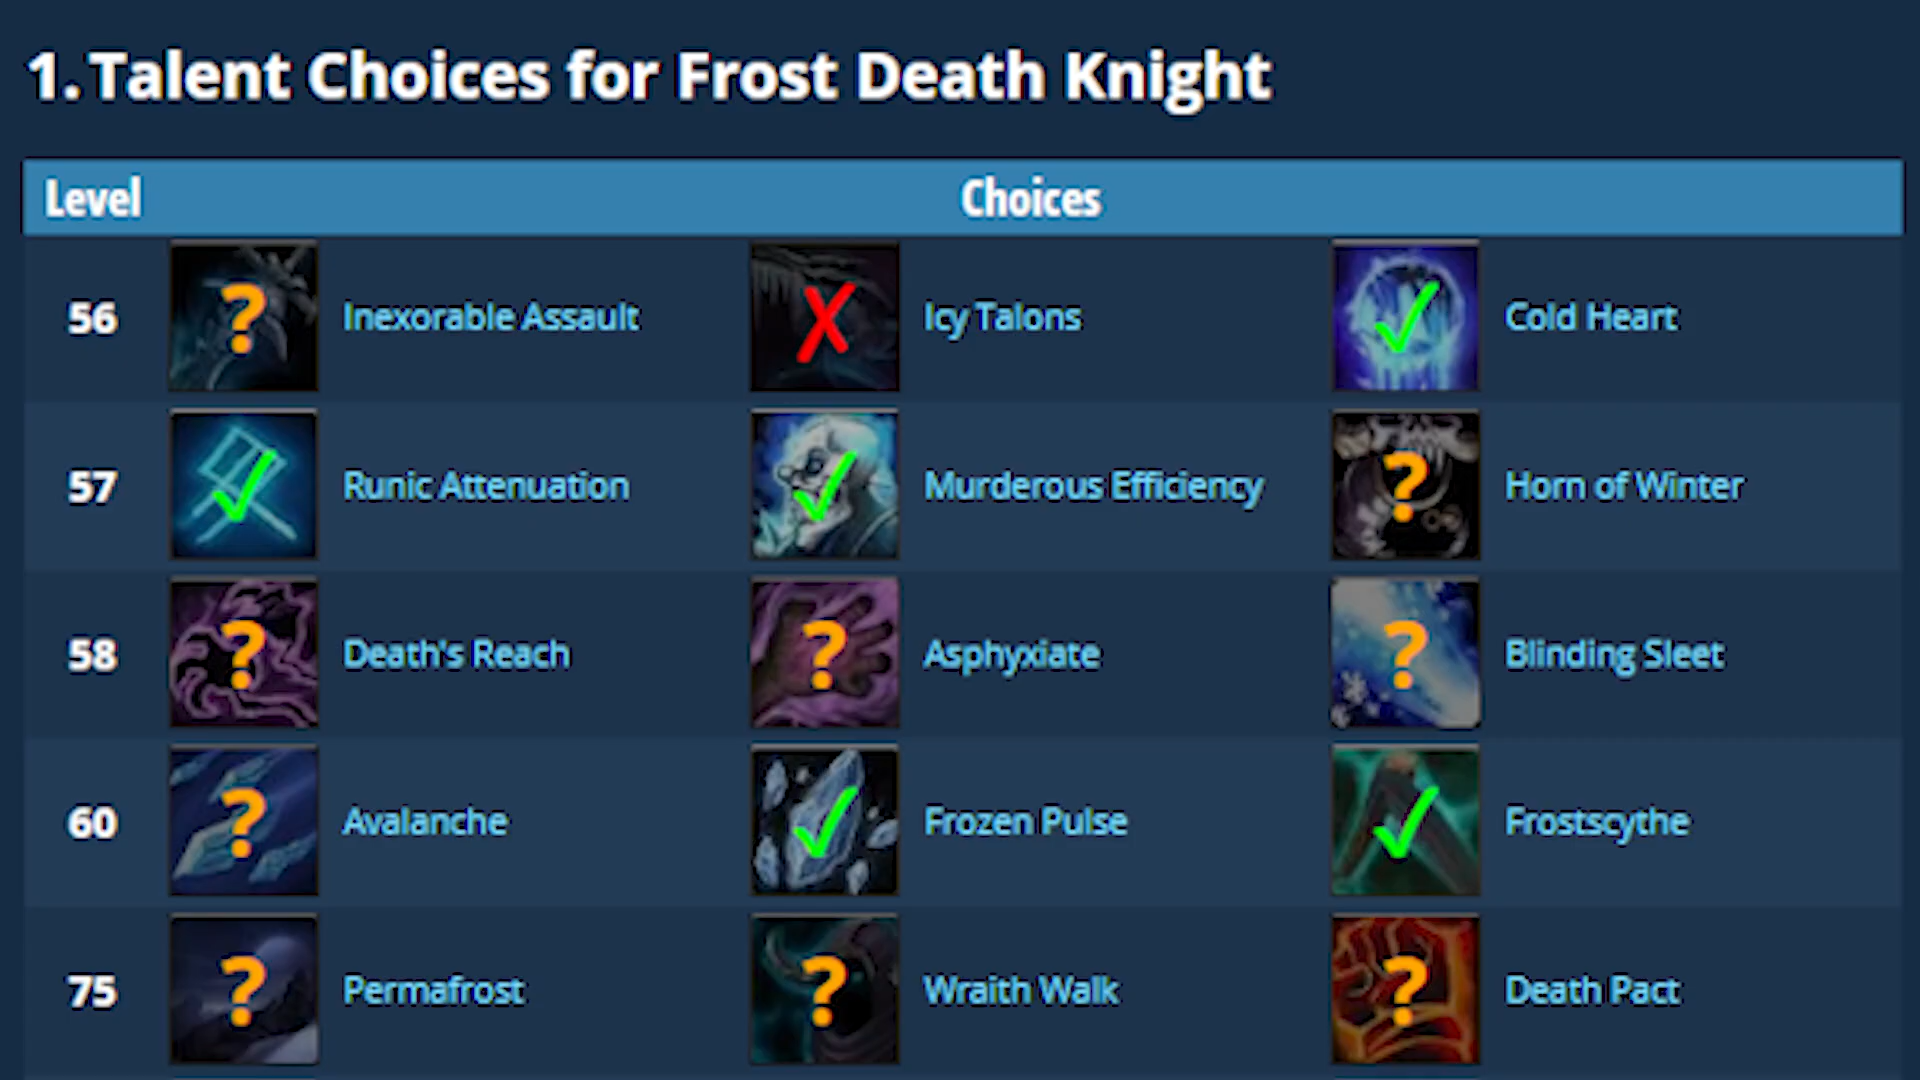 1. Talent Choices for Frost Death Knight
Level Choices
56 ? Inexorable Assault X Icy Talons ✓ Cold Heart
57 ✓ Runic Attenuation ✓ Murderous Efficiency ? Horn of Winter
58 ? Death's Reach ? Asphyxiate ? Blinding Sleet
60 ? Avalanche ✓ Frozen Pulse ✓ Frostscythe
75 ? Permafrost ? Wraith Walk ? Death Pact